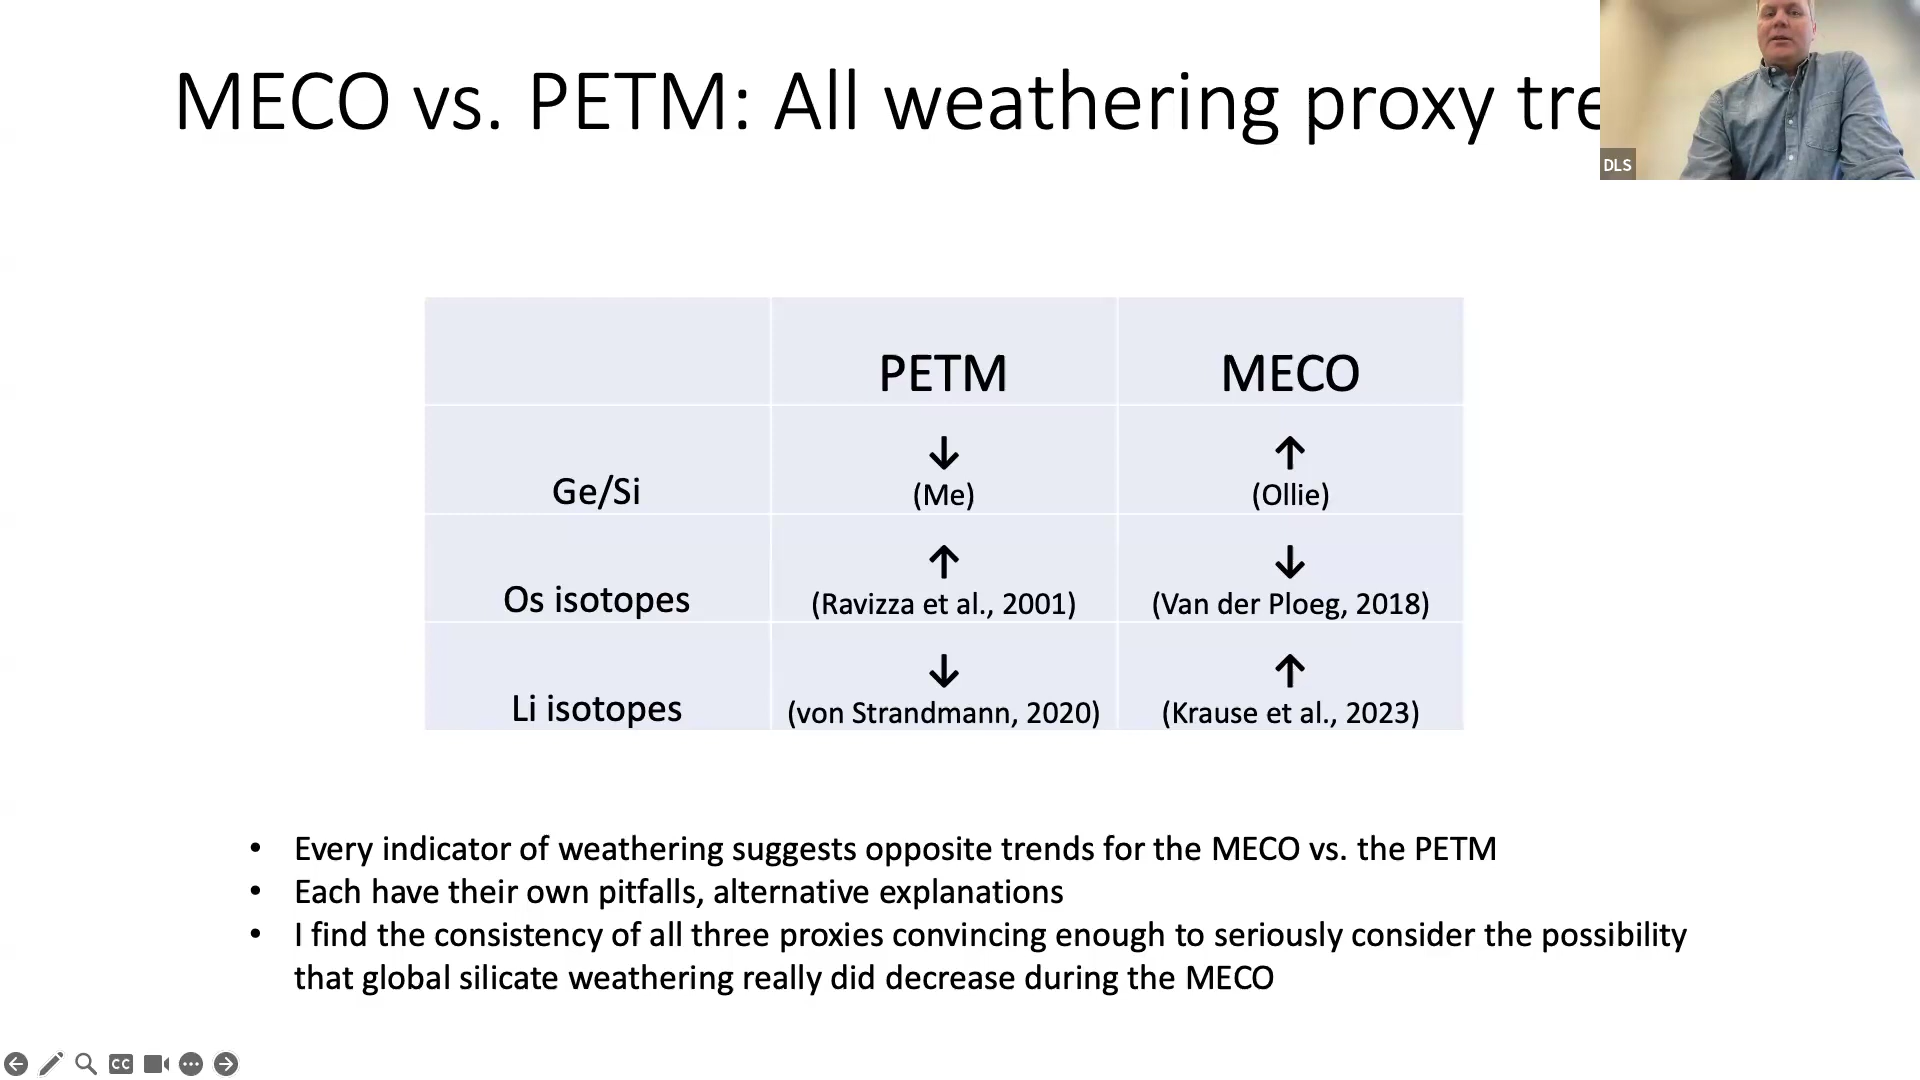 MECO vs. PETM: All weathering proxy tre
DLS
PETM MECO
↓ ↑
Ge/Si (Me) (Ollie)
↑ ↓
Os isotopes (Ravizza et al., 2001) (Van der Ploeg, 2018)
↓ ↑
Li isotopes (von Strandmann, 2020) (Krause et al., 2023)
• Every indicator of weathering suggests opposite trends for the MECO vs. the PETM
• Each have their own pitfalls, alternative explanations
• I find the consistency of all three proxies convincing enough to seriously consider the possibility
that global silicate weathering really did decrease during the MECO
CC